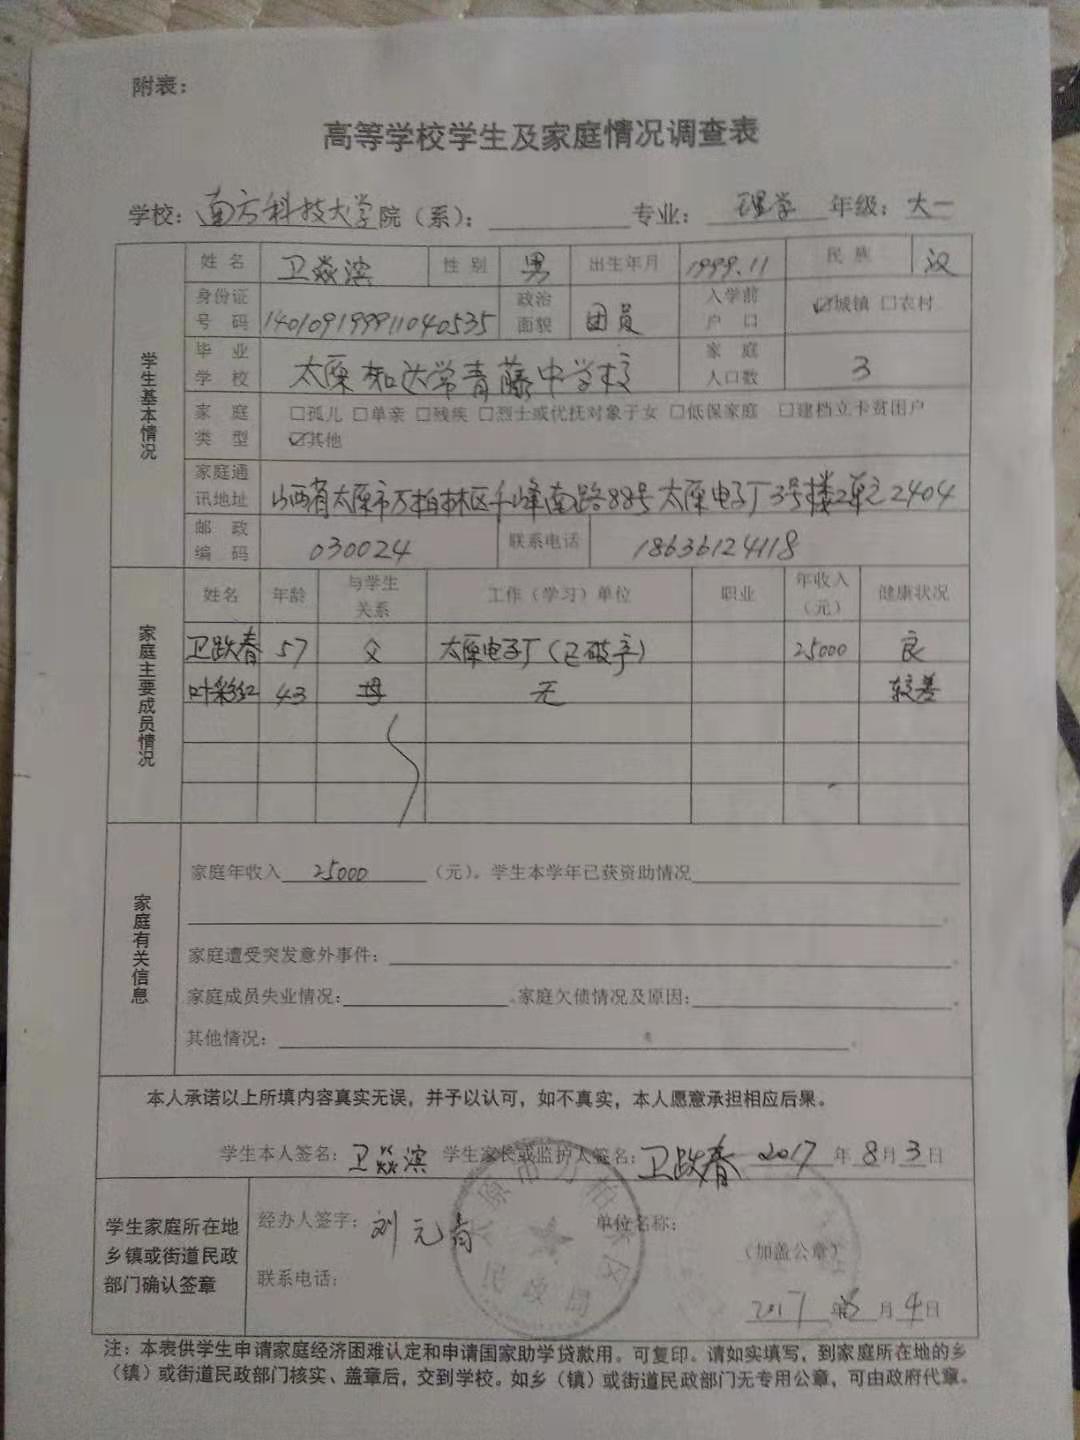 附表：
高等学校学生及家庭情况调查表
学校：南方科技大学院（系）：专业：理学 年级：大一
学生基本情况
姓名 卫焱滨 性别 男 出生年月 1999.11 民族 汉
身份证号码 140109199911040535 政治面貌 团员 入学前户口 ☑城镇 □农村
毕业学校 太原知达常青藤中学校 家庭人口数 3
家庭类型 □孤儿 □单亲 □残疾 □烈士或优抚对象子女 □低保家庭 □建档立卡贫困户
☑其他
家庭通讯地址 山西省太原市万柏林区千峰南路88号太原电子厂3号楼2单元2404
邮政编码 030024 联系电话 18636124118
家庭主要成员情况
姓名 年龄 与学生关系 工作（学习）单位 职业 年收入（元） 健康状况
卫跃春 57 父 太原电子厂（已破产） 25000 良
叶彩红 43 母 无 较差
家庭有关信息
家庭年收入 25000 （元）。学生本学年已获资助情况
。
家庭遭受突发意外事件：。
家庭成员失业情况：。家庭欠债情况及原因：。
其他情况：。
本人承诺以上所填内容真实无误，并予以认可，如不真实，本人愿意承担相应后果。
学生本人签名：卫焱滨 学生家长或监护人签名：卫跃春 2017年8月3日
学生家庭所在地乡镇或街道民政部门确认签章
经办人签字：刘元 单位名称：
（加盖公章）
联系电话：
2017年8月4日
太原市万柏林区
民政局
注：本表供学生申请家庭经济困难认定和申请国家助学贷款用。可复印。请如实填写，到家庭所在地的乡
（镇）或街道民政部门核实、盖章后，交到学校。如乡（镇）或街道民政部门无专用公章，可由政府代章。